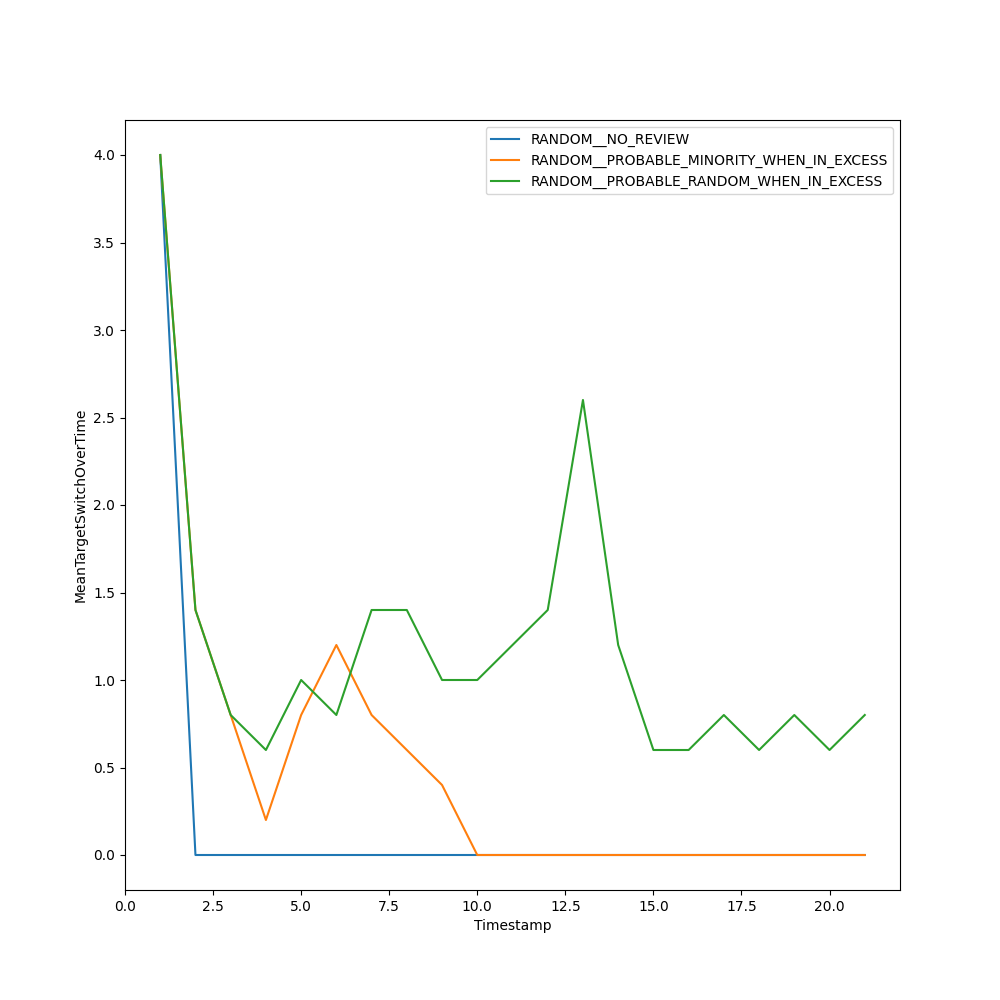 RANDOM__NO_REVIEW
RANDOM__PROBABLE_MINORITY_WHEN_IN_EXCESS
RANDOM__PROBABLE_RANDOM_WHEN_IN_EXCESS
4.0
3.5
3.0
2.5
2.0
1.5
1.0
0.5
0.0
MeanTargetSwitchOverTime
0.0 2.5 5.0 7.5 10.0 12.5 15.0 17.5 20.0
Timestamp